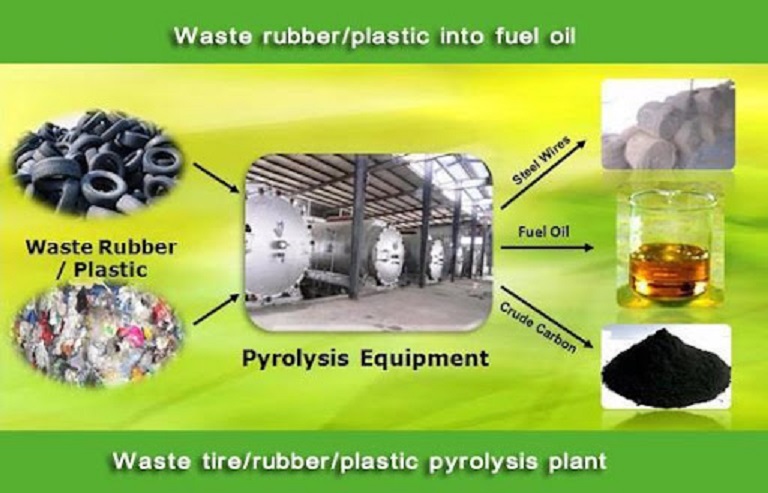 Waste rubber/plastic into fuel oil
Waste Rubber
/ Plastic
Pyrolysis Equipment
Steel Wires
Fuel Oil
Crude Carbon
Waste tire/rubber/plastic pyrolysis plant